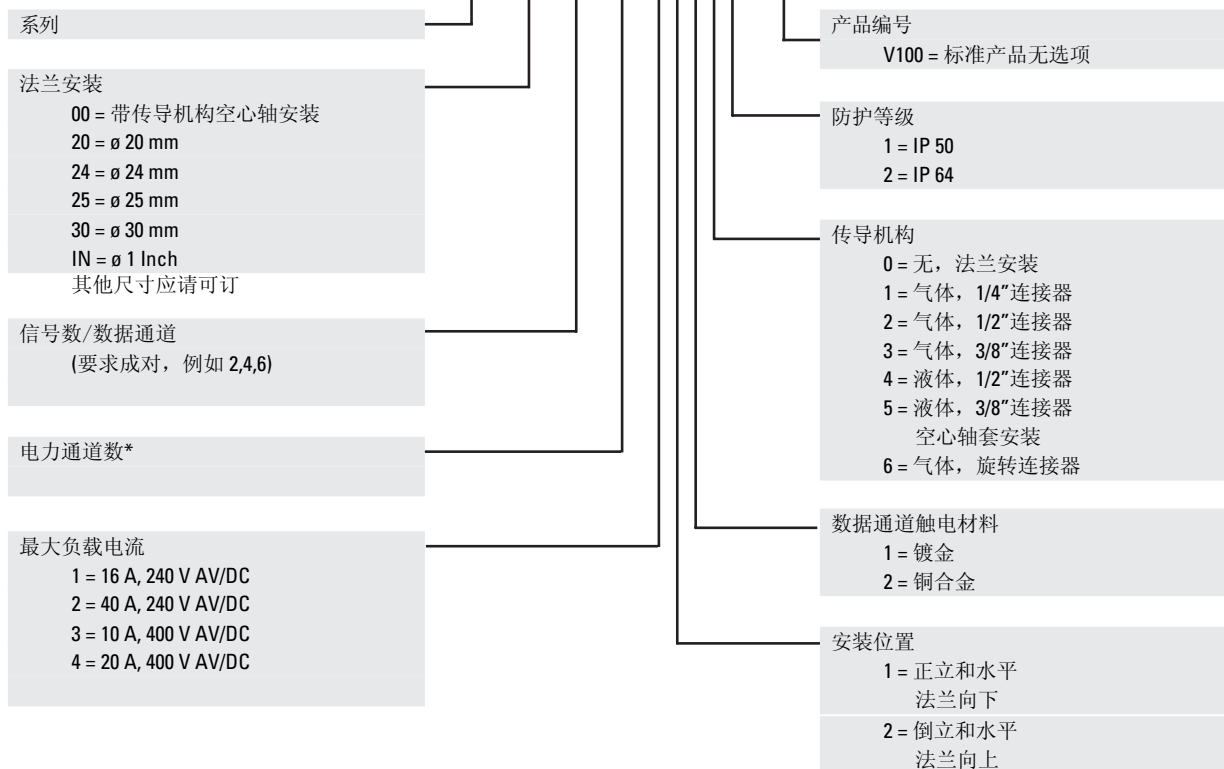 系列
法兰安装
00 = 带传导机构空心轴安装
20 = ø 20 mm
24 = ø 24 mm
25 = ø 25 mm
30 = ø 30 mm
IN = ø 1 Inch
其他尺寸应请可订
信号数/数据通道
(要求成对，例如 2,4,6)
电力通道数*
最大负载电流
1 = 16 A, 240 V AV/DC
2 = 40 A, 240 V AV/DC
3 = 10 A, 400 V AV/DC
4 = 20 A, 400 V AV/DC
产品编号
V100 = 标准产品无选项
防护等级
1 = IP 50
2 = IP 64
传导机构
0 = 无，法兰安装
1 = 气体，1/4″连接器
2 = 气体，1/2″连接器
3 = 气体，3/8″连接器
4 = 液体，1/2″连接器
5 = 液体，3/8″连接器
空心轴套安装
6 = 气体，旋转连接器
数据通道触电材料
1 = 镀金
2 = 铜合金
安装位置
1 = 正立和水平
法兰向下
2 = 倒立和水平
法兰向上